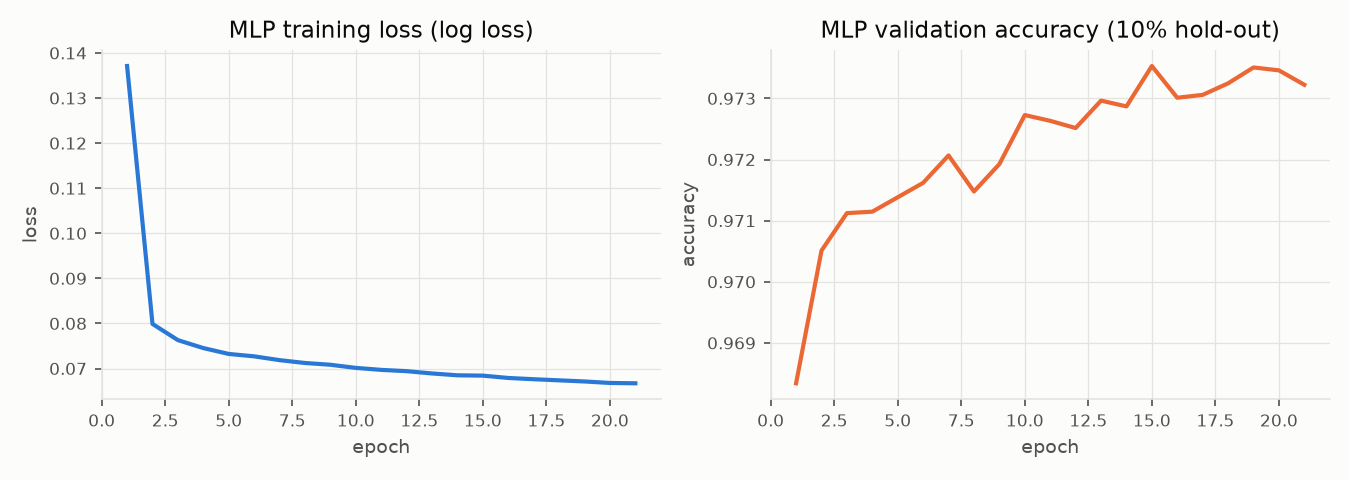 MLP training loss (log loss)
0.14
0.13
0.12
0.11
0.10
0.09
0.08
0.07
loss
0.0 2.5 5.0 7.5 10.0 12.5 15.0 17.5 20.0
epoch
MLP validation accuracy (10% hold-out)
0.973
0.972
0.971
0.970
0.969
accuracy
0.0 2.5 5.0 7.5 10.0 12.5 15.0 17.5 20.0
epoch